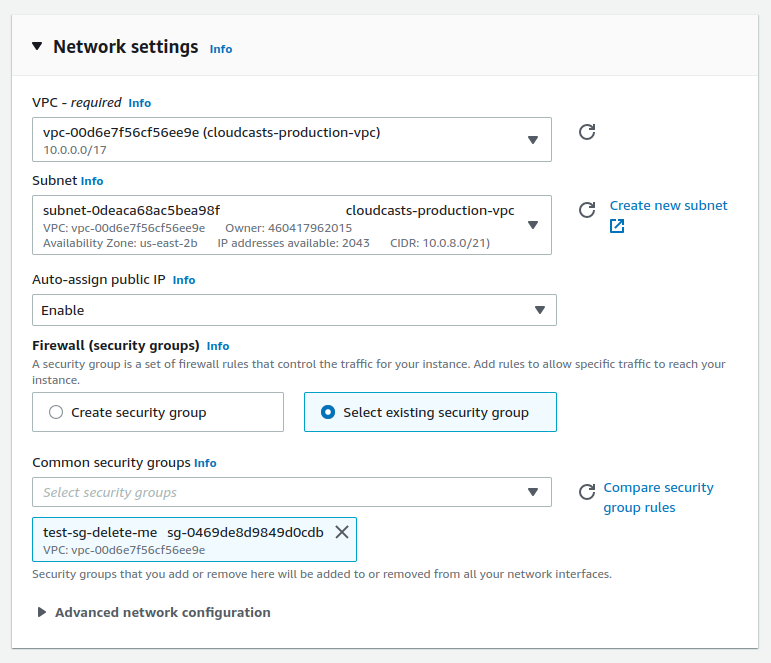 Network settings Info
VPC - required Info
vpc-00d6e7f56cf56ee9e (cloudcasts-production-vpc)
10.0.0.0/17
Subnet Info
subnet-0deaca68ac5bea98f cloudcasts-production-vpc
VPC: vpc-00d6e7f56cf56ee9e Owner: 460417962015
Availability Zone: us-east-2b IP addresses available: 2043 CIDR: 10.0.8.0/21)
Create new subnet
Auto-assign public IP Info
Enable
Firewall (security groups) Info
A security group is a set of firewall rules that control the traffic for your instance. Add rules to allow specific traffic to reach your
instance.
Create security group
Select existing security group
Common security groups Info
Select security groups
Compare security
group rules
test-sg-delete-me sg-0469de8d9849d0cdb
VPC: vpc-00d6e7f56cf56ee9e
Security groups that you add or remove here will be added to or removed from all your network interfaces.
Advanced network configuration